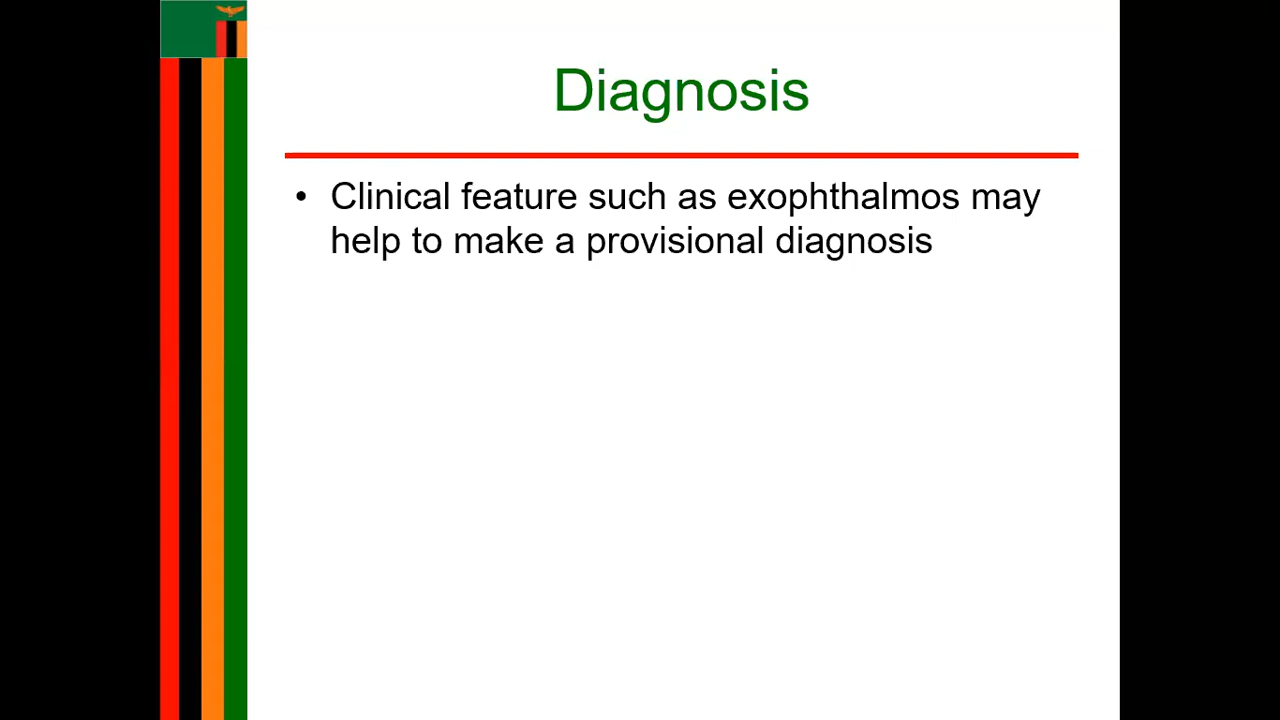 Diagnosis
• Clinical feature such as exophthalmos may
help to make a provisional diagnosis